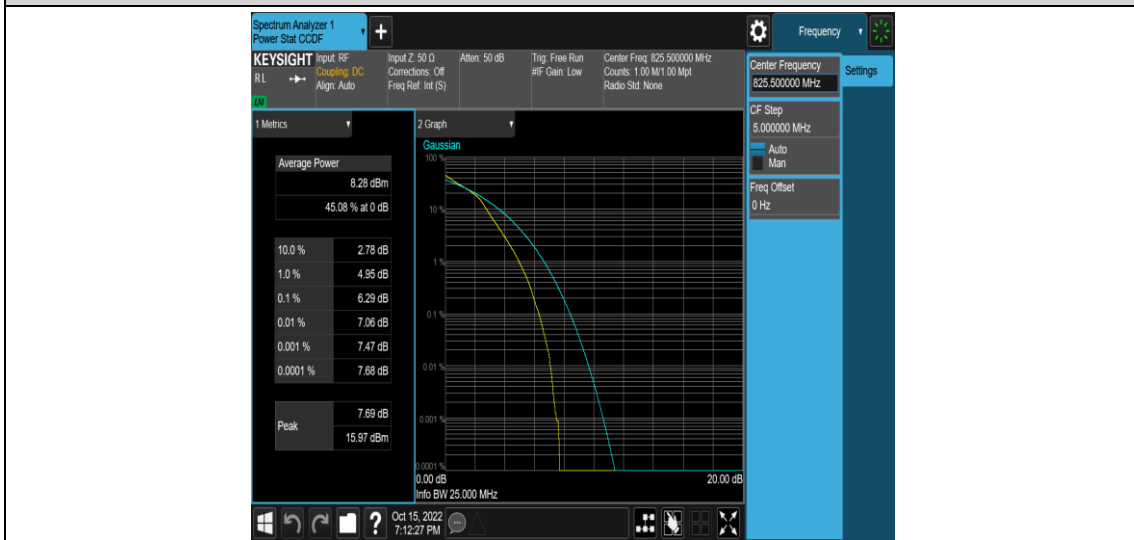 Spectrum Analyzer 1
Power Stat CCDF
Frequency
KEYSIGHT
RL
LXI
Input: RF
Coupling: DC
Align: Auto
Input Z: 50 Ω
Corrections: Off
Freq Ref: Int (S)
Atten: 50 dB
Trig: Free Run
#IF Gain: Low
Center Freq: 825.500000 MHz
Counts: 1.00 M/1.00 Mpt
Radio Std: None
Center Frequency
825.500000 MHz
Settings
CF Step
5.000000 MHz
Auto
Man
Freq Offset
0 Hz
1 Metrics
Average Power
8.28 dBm
45.08 % at 0 dB
10.0 % 2.78 dB
1.0 % 4.95 dB
0.1 % 6.29 dB
0.01 % 7.06 dB
0.001 % 7.47 dB
0.0001 % 7.68 dB
Peak
7.69 dB
15.97 dBm
2 Graph
Gaussian
100 %
10 %
1 %
0.1 %
0.01 %
0.001 %
0.0001 %
0.00 dB 20.00 dB
Info BW 25.000 MHz
?
Oct 15, 2022
7:12:27 PM